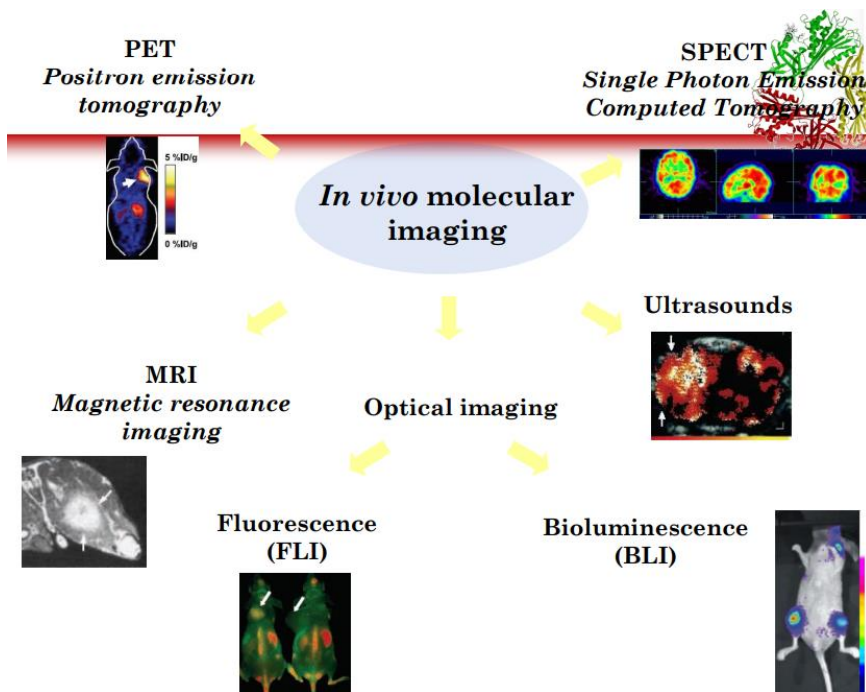 PET
Positron emission
tomography
SPECT
Single Photon Emission
Computed Tomography
5 %ID/g
0 %ID/g
In vivo molecular
imaging
Ultrasounds
MRI
Magnetic resonance
imaging
Optical imaging
Fluorescence
(FLI)
Bioluminescence
(BLI)